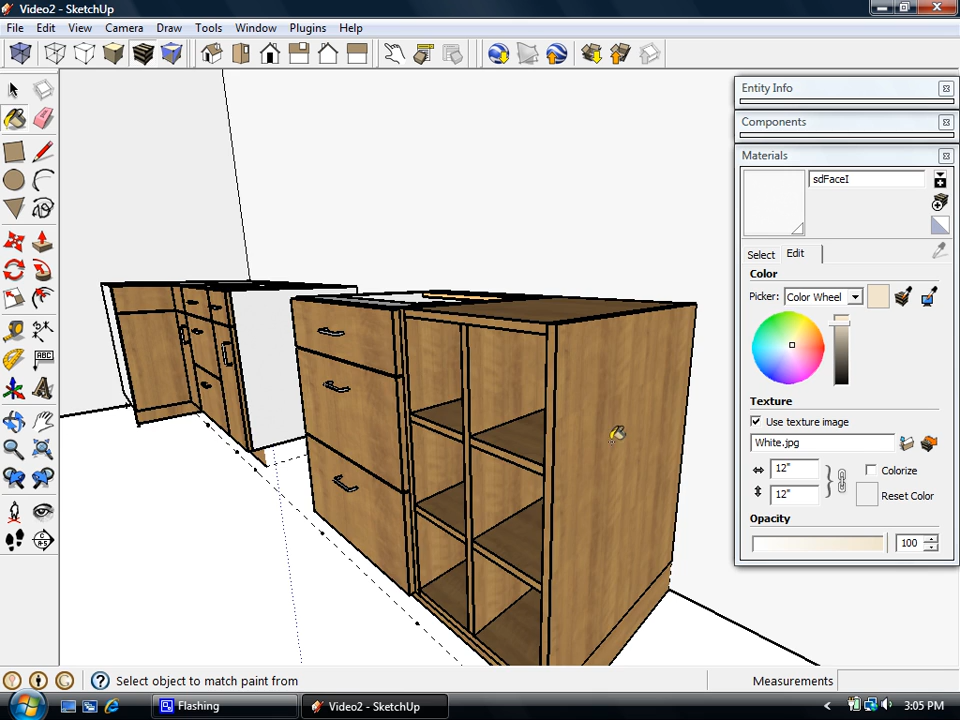 Video2 - SketchUp
File Edit View Camera Draw Tools Window Plugins Help
Entity Info
Components
Materials
sdFaceI
Select Edit
Color
Picker: Color Wheel
Texture
Use texture image
White.jpg
12"
Colorize
12"
Reset Color
Opacity
100
ABC
Select object to match paint from
Measurements
Flashing
Video2 - SketchUp
3:05 PM